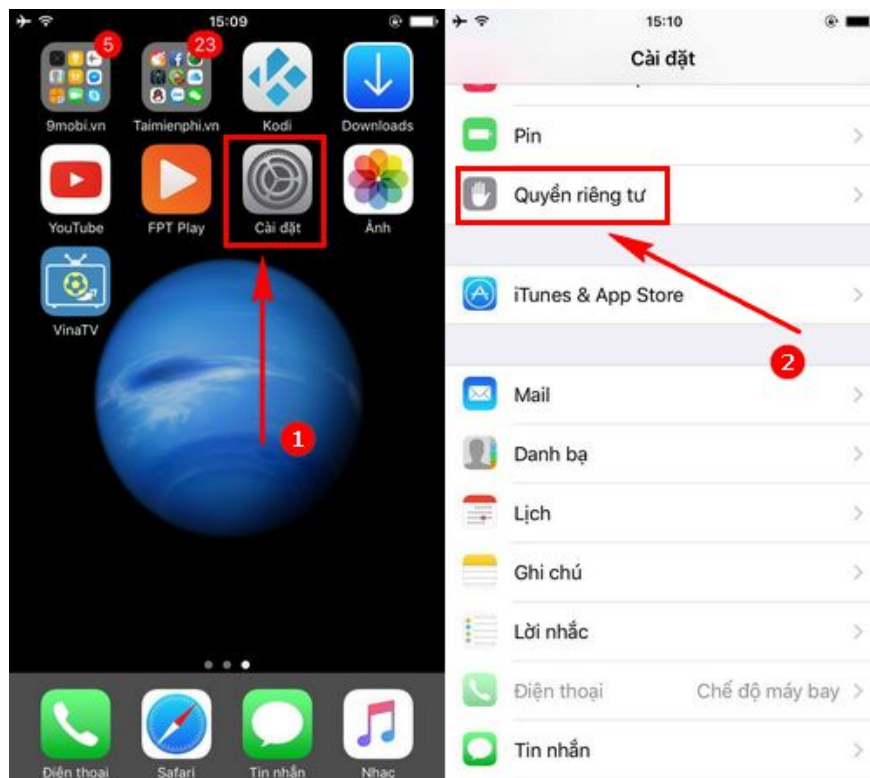 15:09
5
23
9mobi.vn Taimienphi.vn Kodi Downloads
YouTube FPT Play Cài đặt Ảnh
VinaTV
1
Điện thoại Safari Tin nhắn Nhạc
15:10
Cài đặt
Pin
Quyền riêng tư
iTunes & App Store
2
Mail
Danh bạ
Lịch
Ghi chú
Lời nhắc
Điện thoại Chế độ máy bay
Tin nhắn